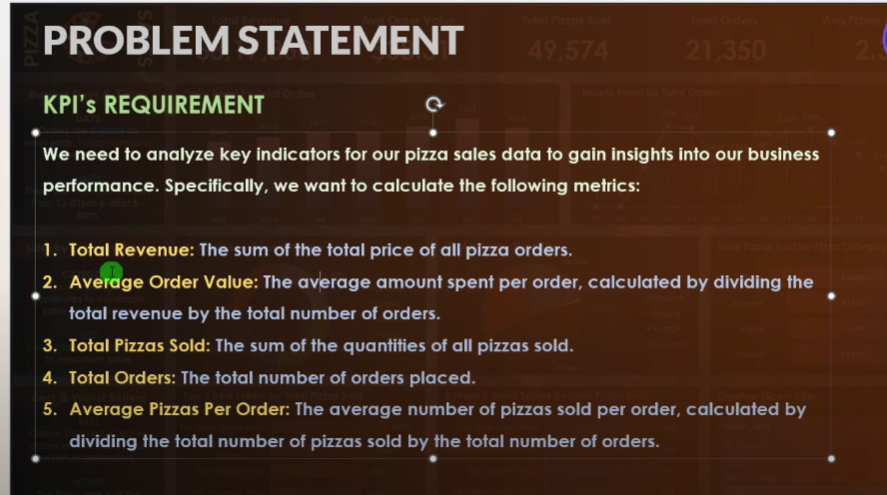 PROBLEM STATEMENT
Total Pizzas Sold
Total Orders
49,574
21,350
KPI's REQUIREMENT
Hourly Trend for Total Orders
We need to analyze key indicators for our pizza sales data to gain insights into our business
performance. Specifically, we want to calculate the following metrics:
1. Total Revenue: The sum of the total price of all pizza orders.
2. Average Order Value: The average amount spent per order, calculated by dividing the
total revenue by the total number of orders.
3. Total Pizzas Sold: The sum of the quantities of all pizzas sold.
4. Total Orders: The total number of orders placed.
5. Average Pizzas Per Order: The average number of pizzas sold per order, calculated by
dividing the total number of pizzas sold by the total number of orders.